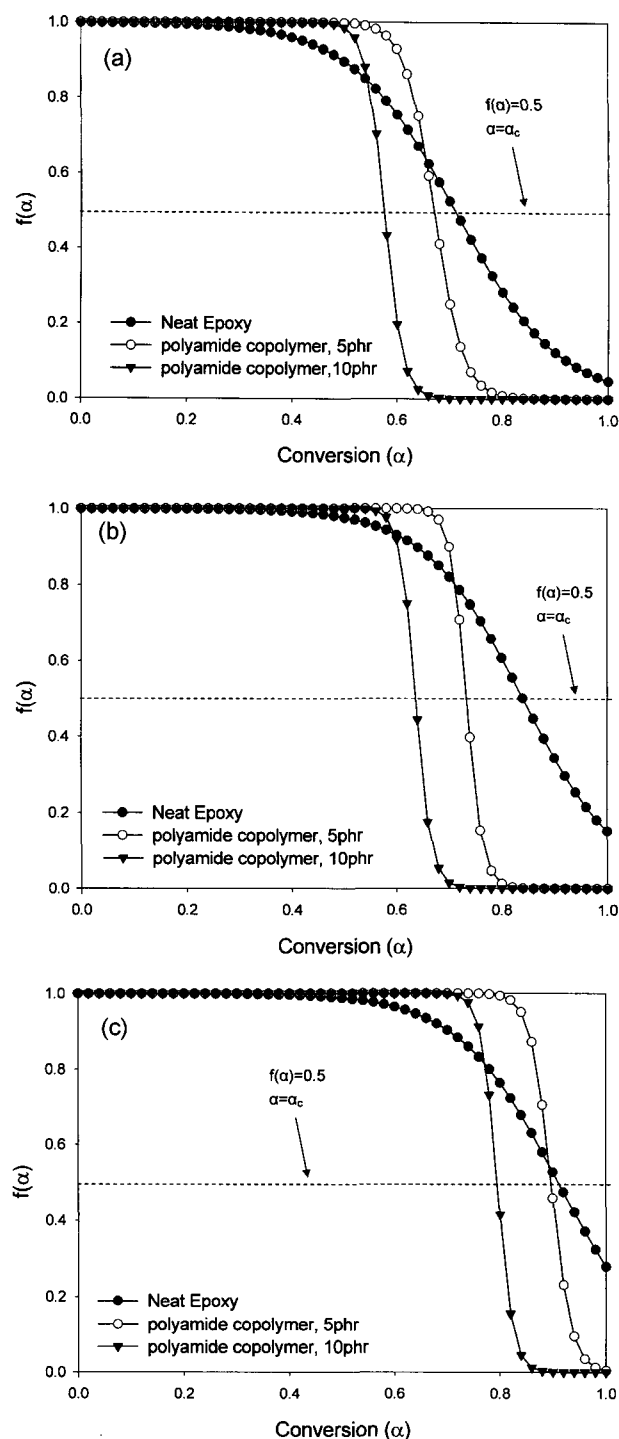 (a)
1.0
0.8
0.6
0.4
0.2
0.0
f(α)
f(α)=0.5
α=αc
Neat Epoxy
polyamide copolymer, 5phr
polyamide copolymer,10phr
0.0 0.2 0.4 0.6 0.8 1.0
Conversion (α)
(b)
1.0
0.8
0.6
0.4
0.2
0.0
f(α)
f(α)=0.5
α=αc
Neat Epoxy
polyamide copolymer, 5phr
polyamide copolymer, 10phr
0.0 0.2 0.4 0.6 0.8 1.0
Conversion (α)
(c)
1.0
0.8
0.6
0.4
0.2
0.0
f(α)
f(α)=0.5
α=αc
Neat Epoxy
polyamide copolymer, 5phr
polyamide copolymer, 10phr
0.0 0.2 0.4 0.6 0.8 1.0
Conversion (α)